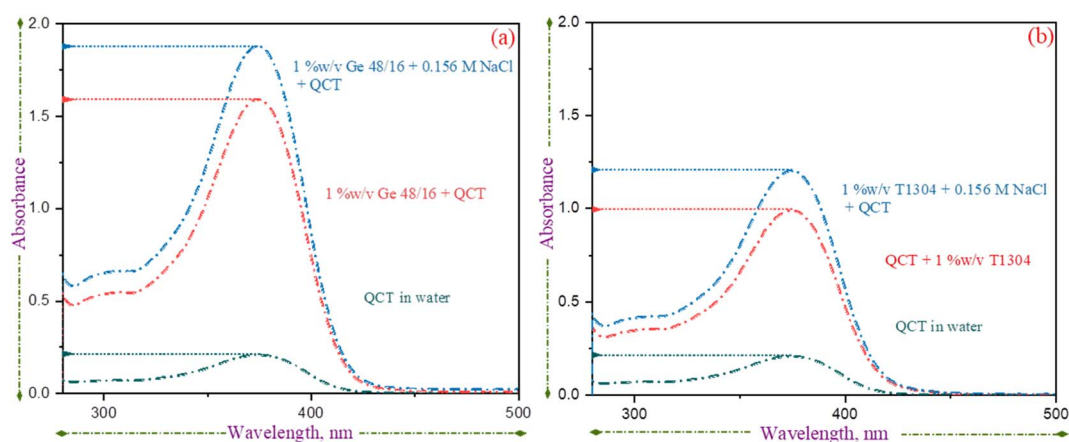 2.0
(a)
1 %w/v Ge 48/16 + 0.156 M NaCl
+ QCT
1.5
1 %w/v Ge 48/16 + QCT
1.0
0.5
QCT in water
0.0
300
400
500
Absorbance
Wavelength, nm
2.0
(b)
1.5
1 %w/v T1304 + 0.156 M NaCl
+ QCT
1.0
QCT + 1 %w/v T1304
0.5
QCT in water
0.0
300
400
500
Absorbance
Wavelength, nm